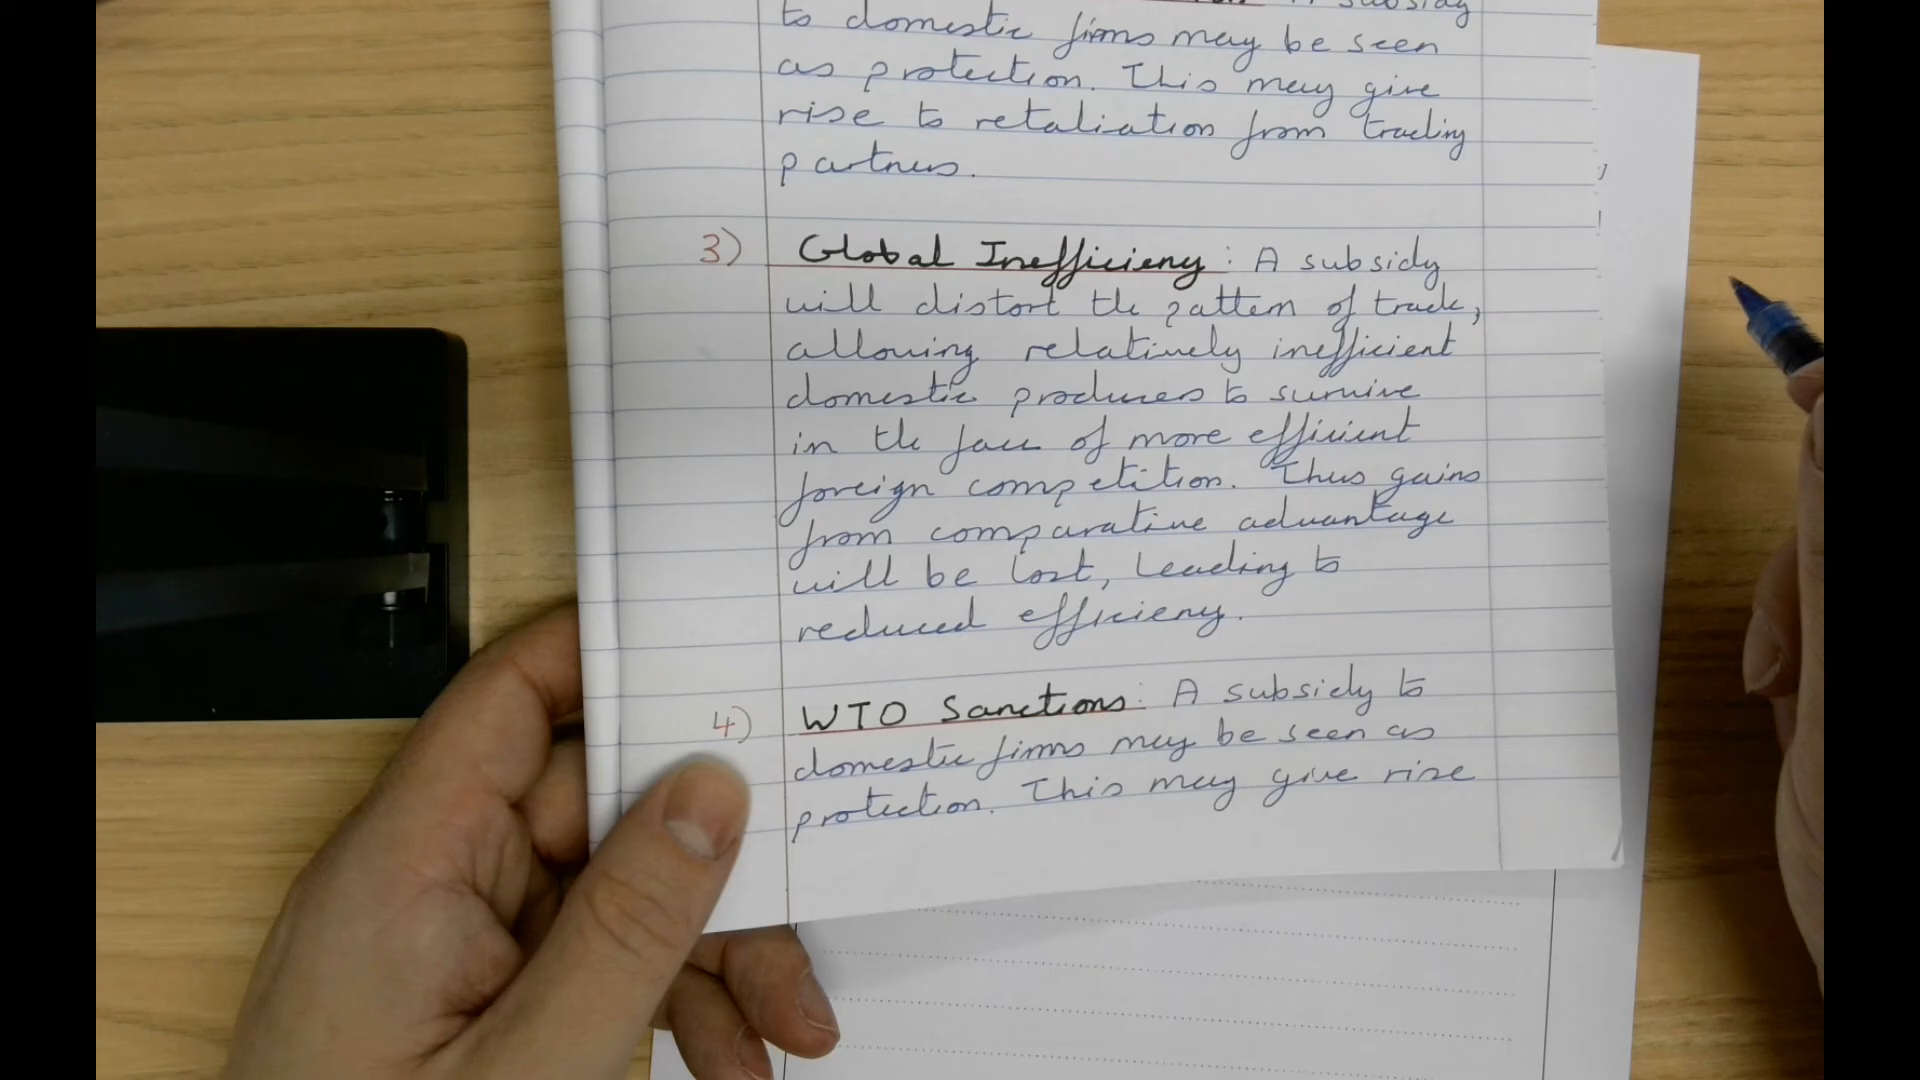 A subsidy
to domestic firms may be seen
as protection. This may give
rise to retaliation from trading
partners.
3) Global Inefficieny: A subsidy
will distort the pattern of trade,
allowing relatively inefficient
domestic producers to survive
in the face of more efficient
foreign competition. Thus gains
from comparative advantage
will be lost, leading to
reduced efficieny.
4) WTO Sanctions: A subsidy to
domestic firms may be seen as
protection. This may give rise